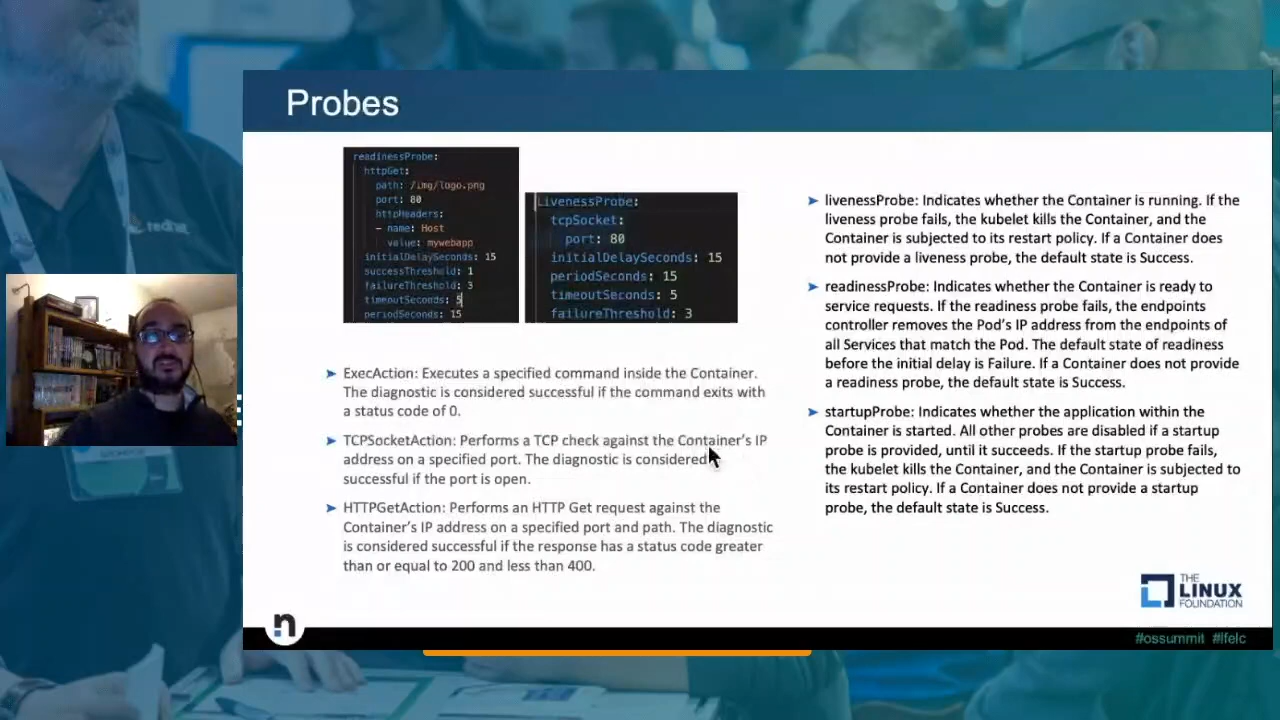 Probes
readinessProbe:
httpGet:
path: /img/logo.png
port: 80
httpHeaders:
- name: Host
value: mywebapp
initialDelaySeconds: 15
successThreshold: 1
failureThreshold: 3
timeoutSeconds: 5
periodSeconds: 15
LivenessProbe:
tcpSocket:
port: 80
initialDelaySeconds: 15
periodSeconds: 15
timeoutSeconds: 5
failureThreshold: 3
ExecAction: Executes a specified command inside the Container.
The diagnostic is considered successful if the command exits with
a status code of 0.
TCPSocketAction: Performs a TCP check against the Container's IP
address on a specified port. The diagnostic is considered
successful if the port is open.
HTTPGetAction: Performs an HTTP Get request against the
Container's IP address on a specified port and path. The diagnostic
is considered successful if the response has a status code greater
than or equal to 200 and less than 400.
livenessProbe: Indicates whether the Container is running. If the
liveness probe fails, the kubelet kills the Container, and the
Container is subjected to its restart policy. If a Container does
not provide a liveness probe, the default state is Success.
readinessProbe: Indicates whether the Container is ready to
service requests. If the readiness probe fails, the endpoints
controller removes the Pod's IP address from the endpoints of
all Services that match the Pod. The default state of readiness
before the initial delay is Failure. If a Container does not provide
a readiness probe, the default state is Success.
startupProbe: Indicates whether the application within the
Container is started. All other probes are disabled if a startup
probe is provided, until it succeeds. If the startup probe fails,
the kubelet kills the Container, and the Container is subjected to
its restart policy. If a Container does not provide a startup
probe, the default state is Success.
THE
LINUX
FOUNDATION
n
#ossummit #lfelc
redhat